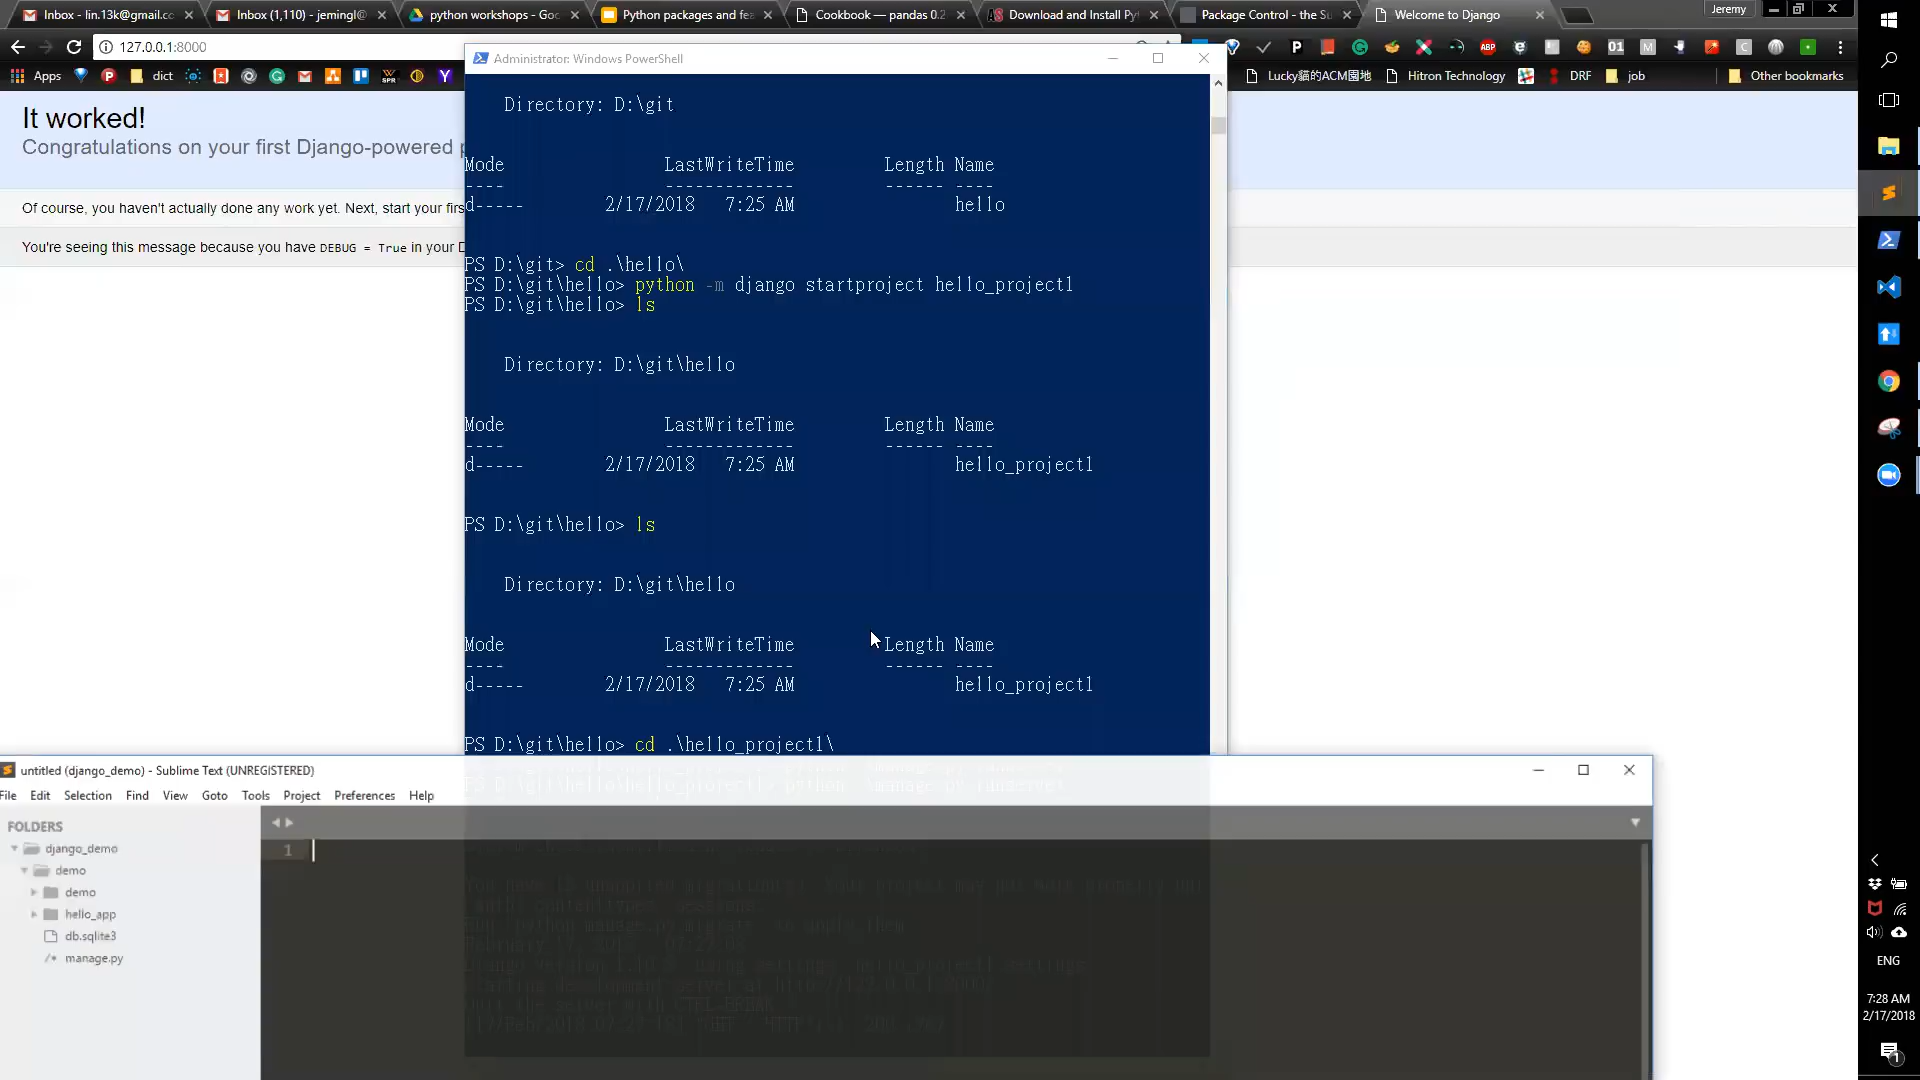 Inbox - lin.13k@gmail.cc
Inbox (1,110) - jemingl@
python workshops - Goc
Python packages and fea
Cookbook — pandas 0.2
Download and Install Py
Package Control - the Su
Welcome to Django
Jeremy
127.0.0.1:8000
Administrator: Windows PowerShell
Apps
dict
Lucky貓的ACM園地
Hitron Technology
DRF
job
Other bookmarks
It worked!
Congratulations on your first Django-powered p
Of course, you haven't actually done any work yet. Next, start your firs
You're seeing this message because you have DEBUG = True in your D
Directory: D:\git
Mode LastWriteTime Length Name
---- ------------- ------ ----
d----- 2/17/2018 7:25 AM hello
PS D:\git> cd .\hello\
PS D:\git\hello> python -m django startproject hello_project1
PS D:\git\hello> ls
Directory: D:\git\hello
Mode LastWriteTime Length Name
---- ------------- ------ ----
d----- 2/17/2018 7:25 AM hello_project1
PS D:\git\hello> ls
Directory: D:\git\hello
Mode LastWriteTime Length Name
---- ------------- ------ ----
d----- 2/17/2018 7:25 AM hello_project1
PS D:\git\hello> cd .\hello_project1\
untitled (django_demo) - Sublime Text (UNREGISTERED)
File Edit Selection Find View Goto Tools Project Preferences Help
FOLDERS
django_demo
demo
demo
hello_app
db.sqlite3
manage.py
1
ENG
7:28 AM
2/17/2018
1